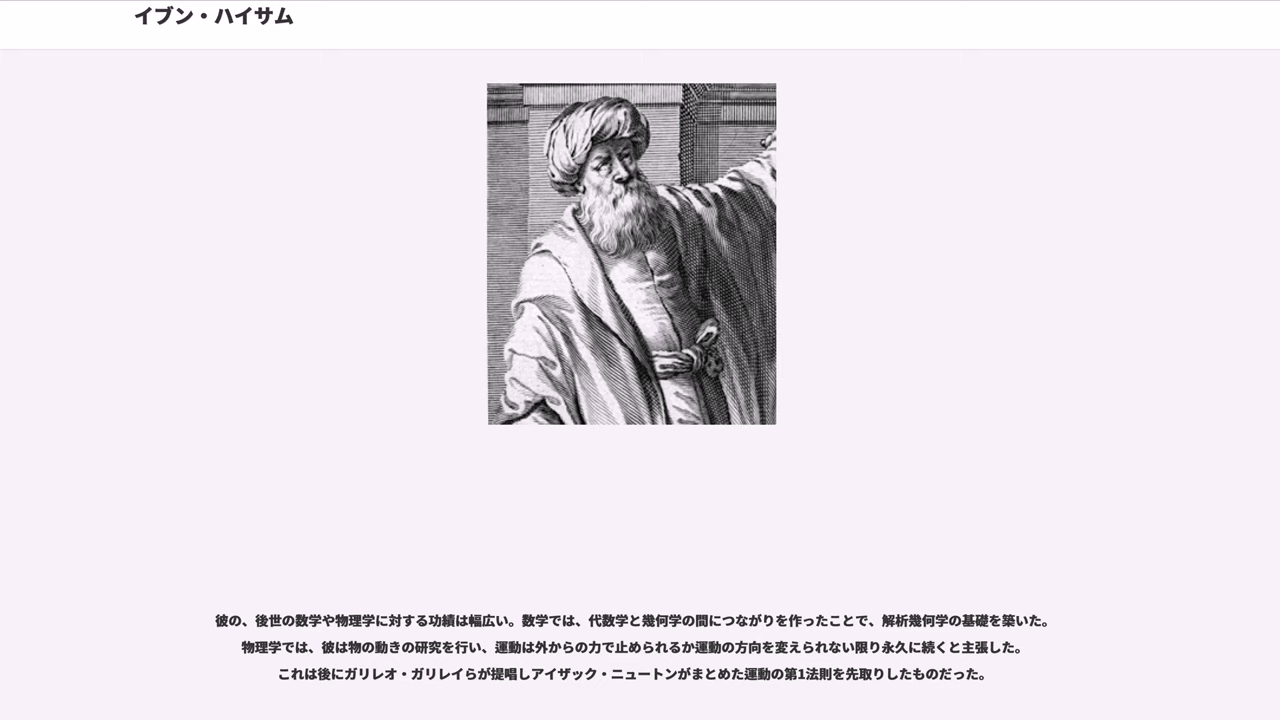 イブン・ハイサム
彼の、後世の数学や物理学に対する功績は幅広い。数学では、代数学と幾何学の間につながりを作ったことで、解析幾何学の基礎を築いた。
物理学では、彼は物の動きの研究を行い、運動は外からの力で止められるか運動の方向を変えられない限り永久に続くと主張した。
これは後にガリレオ・ガリレイらが提唱しアイザック・ニュートンがまとめた運動の第1法則を先取りしたものだった。